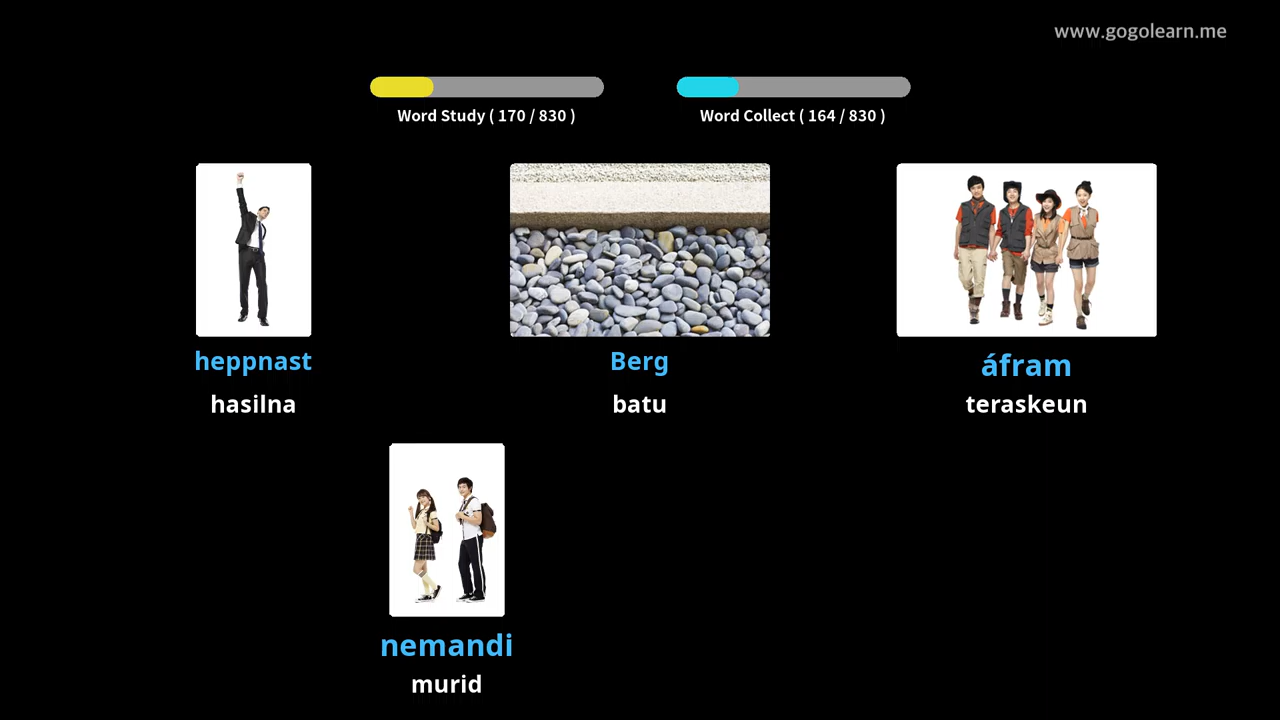 www.gogolearn.me
Word Study ( 170 / 830 )
Word Collect ( 164 / 830 )
heppnast
hasilna
Berg
batu
áfram
teraskeun
nemandi
murid